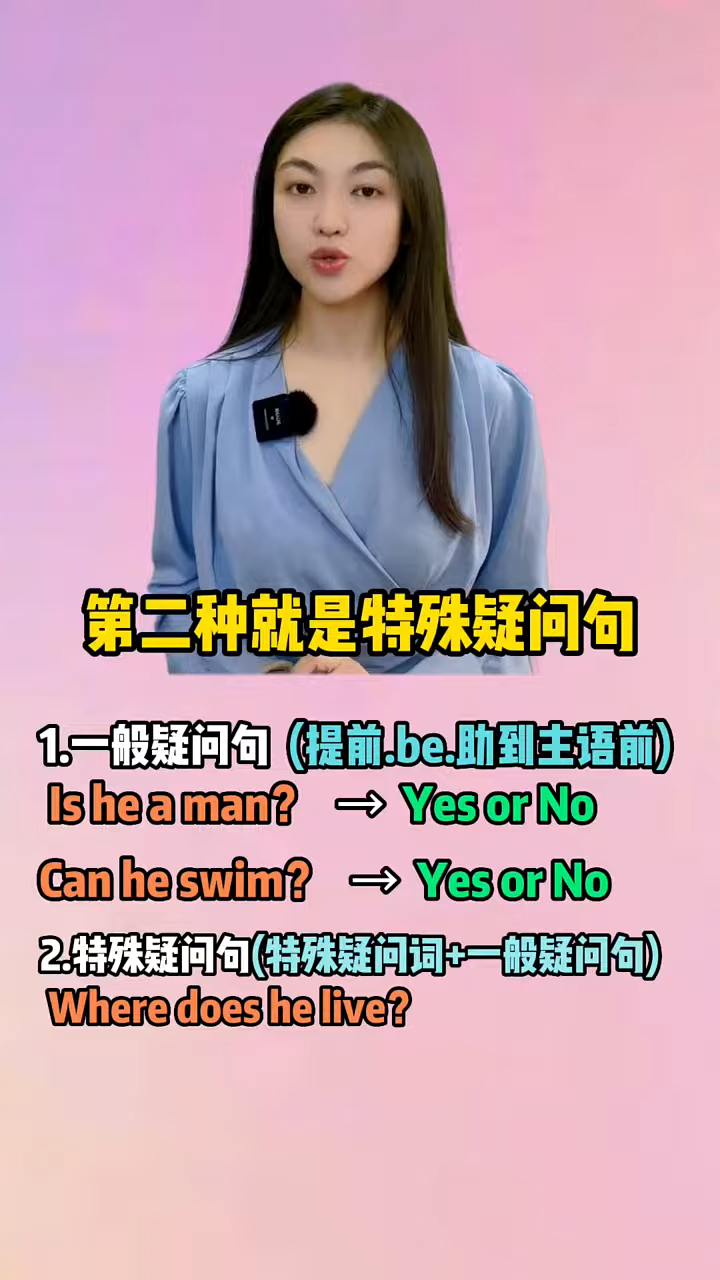 第二种就是特殊疑问句
1.一般疑问句 (提前.be.助到主语前)
Is he a man? → Yes or No
Can he swim? → Yes or No
2.特殊疑问句(特殊疑问词+一般疑问句)
Where does he live?